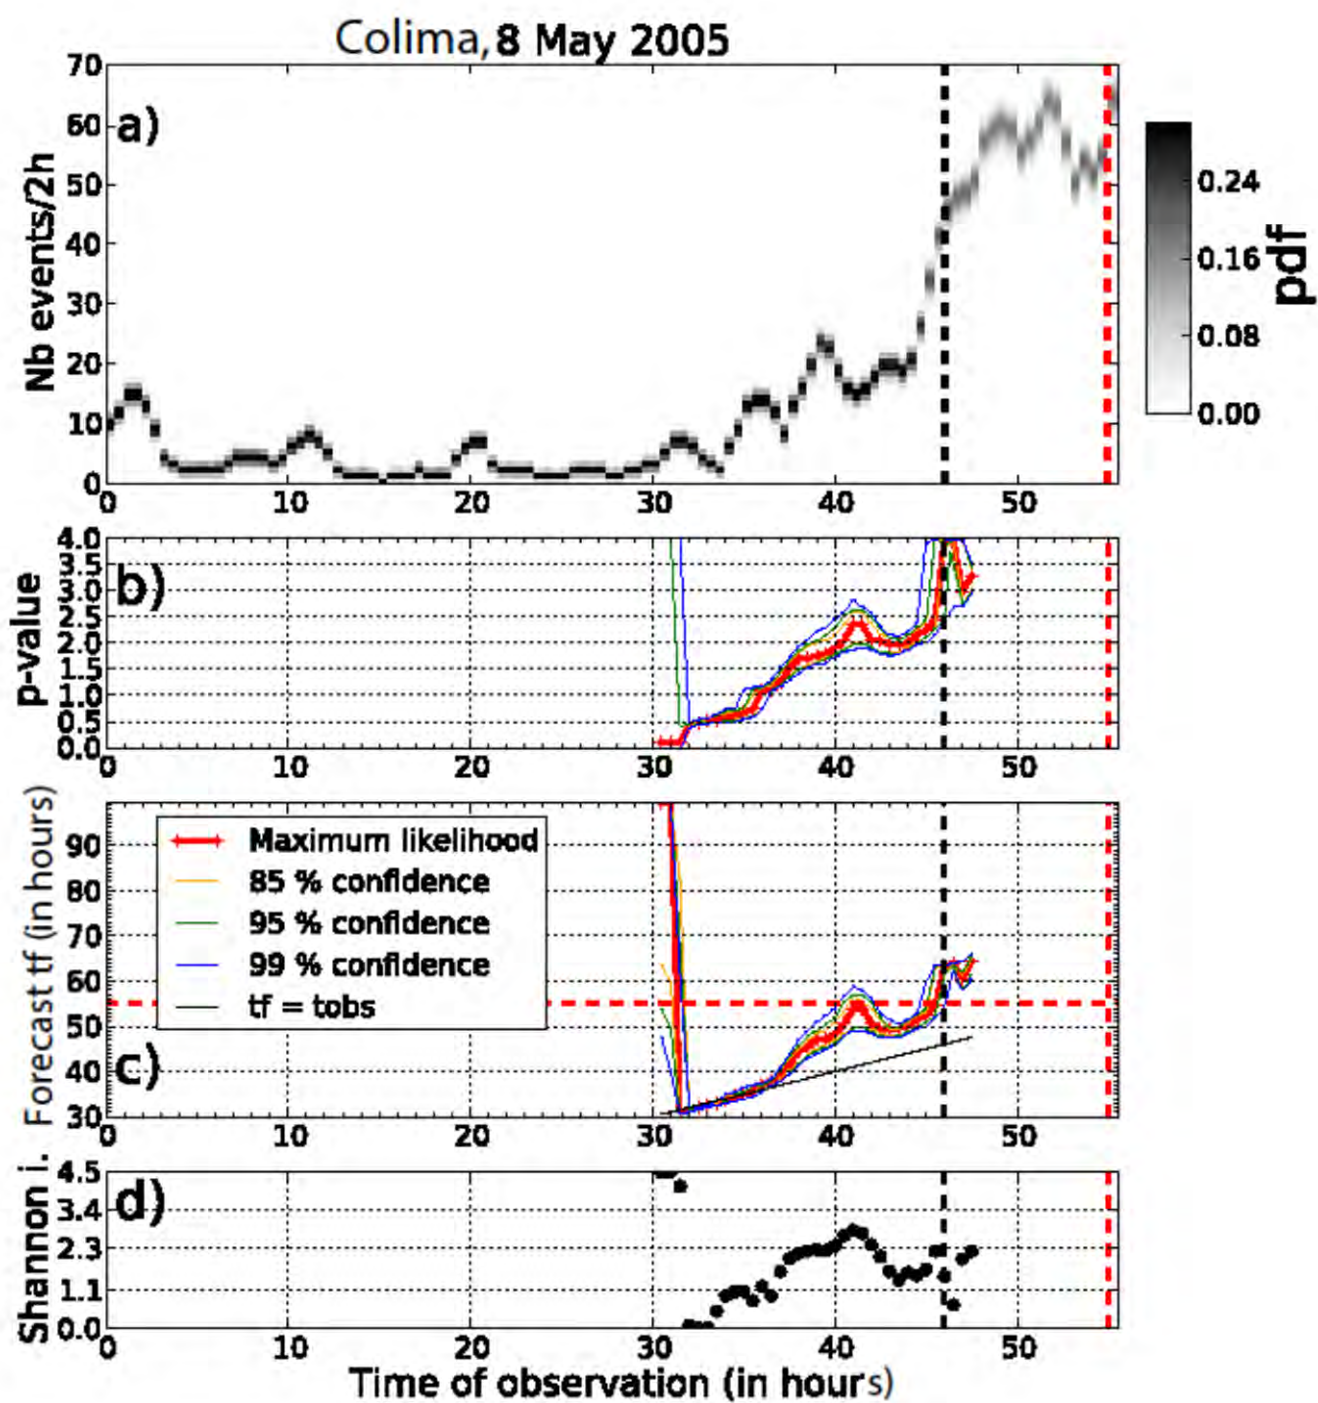 Colima, 8 May 2005
a)
Nb events/2h
70
60
50
40
30
20
10
0
0 10 20 30 40 50
0.24
0.16
0.08
0.00
pdf
b)
p-value
4.0
3.5
3.0
2.5
2.0
1.5
1.0
0.5
0.0
0 10 20 30 40 50
c)
Forecast tf (in hours)
90
80
70
60
50
40
30
Maximum likelihood
85 % confidence
95 % confidence
99 % confidence
tf = tobs
0 10 20 30 40 50
d)
Shannon i.
4.5
3.4
2.3
1.1
0.0
0 10 20 30 40 50
Time of observation (in hours)